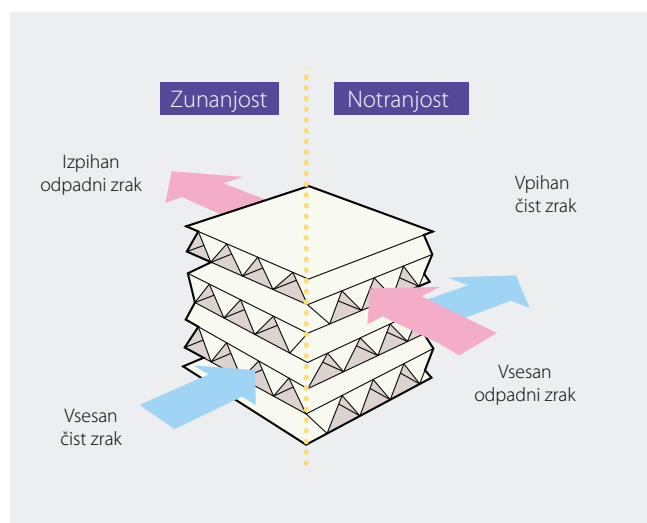 Zunanjost
Notranjost
Izpihan
odpadni zrak
Vpihan
čist zrak
Vsesan
odpadni zrak
Vsesan
čist zrak